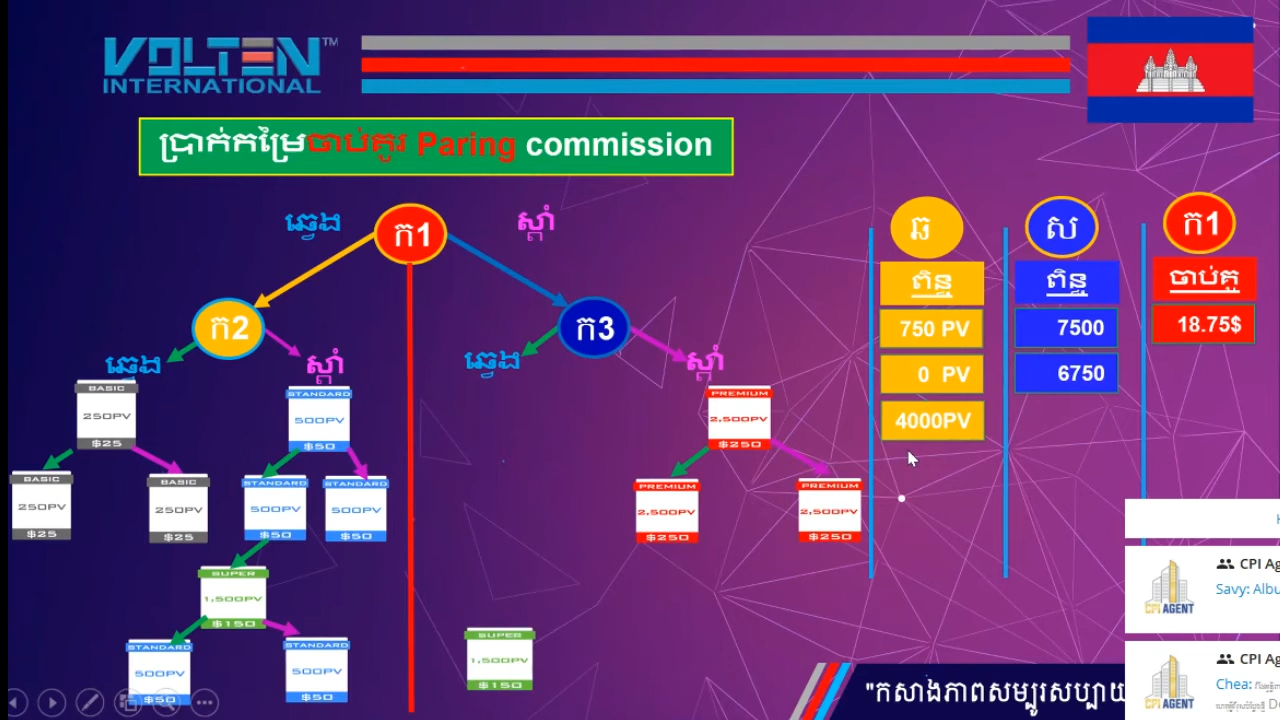 VOLTEN™
INTERNATIONAL
ប្រាក់កម្រៃចាប់គូរ Paring commission
ឆ្វេង
ស្តាំ
ក1
ក2
ក3
ឆ្វេង
ស្តាំ
ឆ្វេង
ស្តាំ
BASIC
250PV
$25
STANDARD
500PV
$50
PREMIUM
2,500PV
$250
BASIC
250PV
$25
BASIC
250PV
$25
STANDARD
500PV
$50
STANDARD
500PV
$50
PREMIUM
2,500PV
$250
PREMIUM
2,500PV
$250
SUPER
1,500PV
$150
STANDARD
500PV
$50
STANDARD
500PV
$50
SUPER
1,500PV
$150
ឆ
ពិន្ទុ
750 PV
0 PV
4000PV
ស
ពិន្ទុ
7500
6750
ក1
ចាប់គូ
18.75$
"កសាងភាពសម្បូរសប្បាយ
CPI Ag
Savy: Albu
CPI AGENT
CPI Ag
Chea:
CPI AGENT